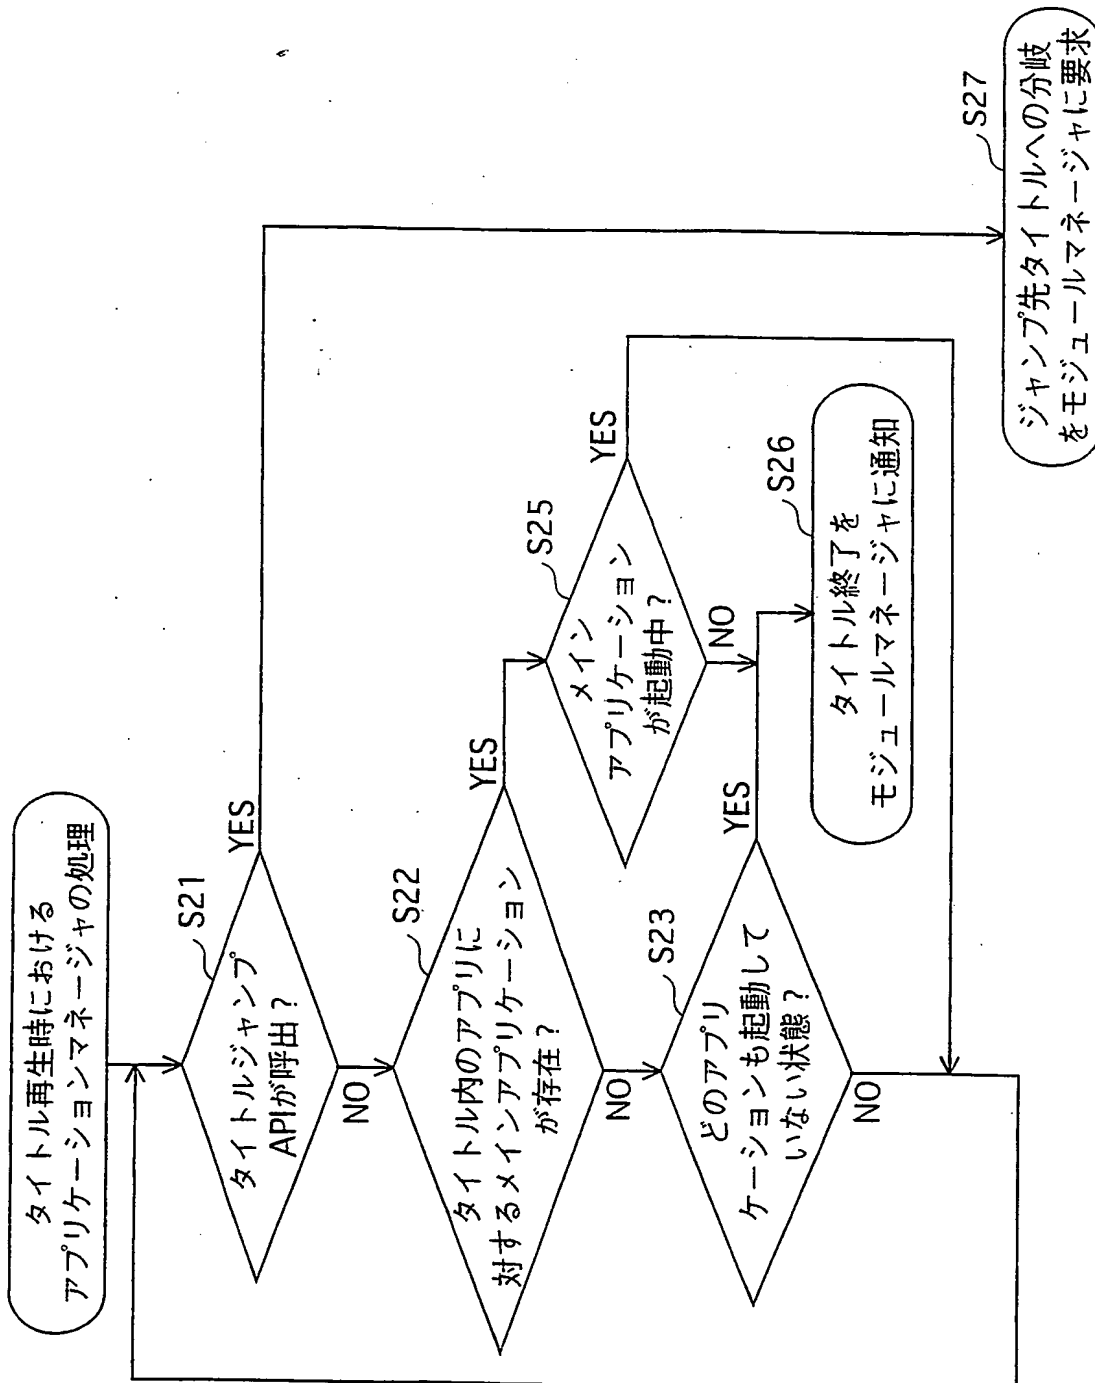 タイトル再生時における
アプリケーションマネージャの処理
S21
タイトルジャンプ
APIが呼出？
YES
NO
S22
タイトル内のアプリに
対するメインアプリケーション
が存在？
YES
NO
S25
メイン
アプリケーション
が起動中？
YES
NO
S23
どのアプリ
ケーションも起動して
いない状態？
YES
NO
S26
タイトル終了を
モジュールマネージャに通知
S27
ジャンプ先タイトルへの分岐
をモジュールマネージャに要求